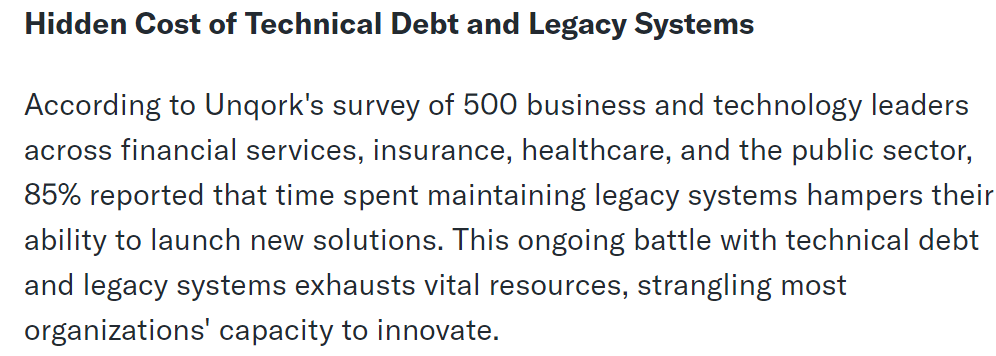 Hidden Cost of Technical Debt and Legacy Systems
According to Unqork's survey of 500 business and technology leaders
across financial services, insurance, healthcare, and the public sector,
85% reported that time spent maintaining legacy systems hampers their
ability to launch new solutions. This ongoing battle with technical debt
and legacy systems exhausts vital resources, strangling most
organizations' capacity to innovate.